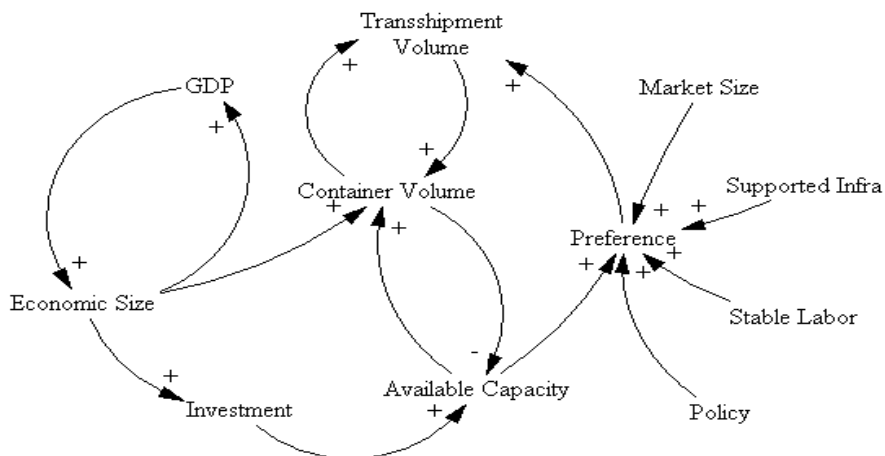 Transshipment
Volume
+
+
GDP
+
Market Size
+
+
Container Volume
+
+
Supported Infra
+
+
Preference
+
+
+
+
Economic Size
Stable Labor
-
+
Available Capacity
+
Investment
Policy